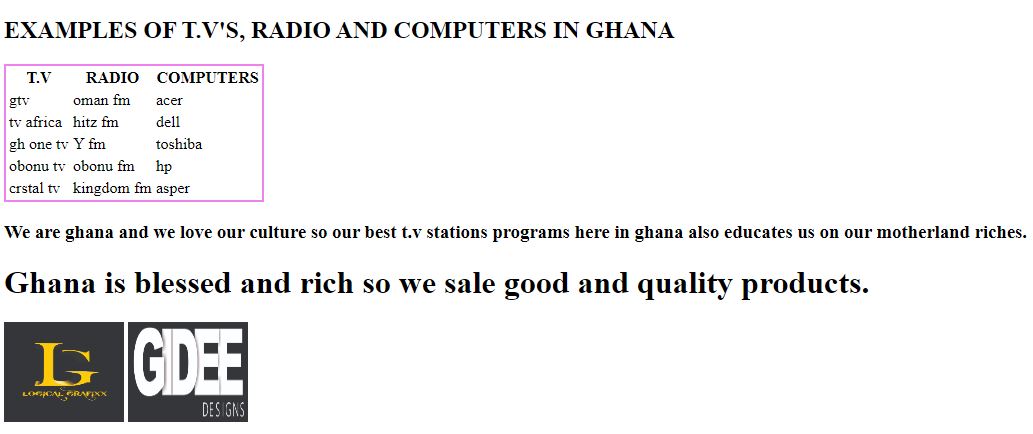 EXAMPLES OF T.V'S, RADIO AND COMPUTERS IN GHANA
T.V RADIO COMPUTERS
gtv oman fm acer
tv africa hitz fm dell
gh one tv Y fm toshiba
obonu tv obonu fm hp
crstal tv kingdom fm asper
We are ghana and we love our culture so our best t.v stations programs here in ghana also educates us on our motherland riches.
Ghana is blessed and rich so we sale good and quality products.
LG
LOGICAL GRAFIXX
GIDEE
DESIGNS